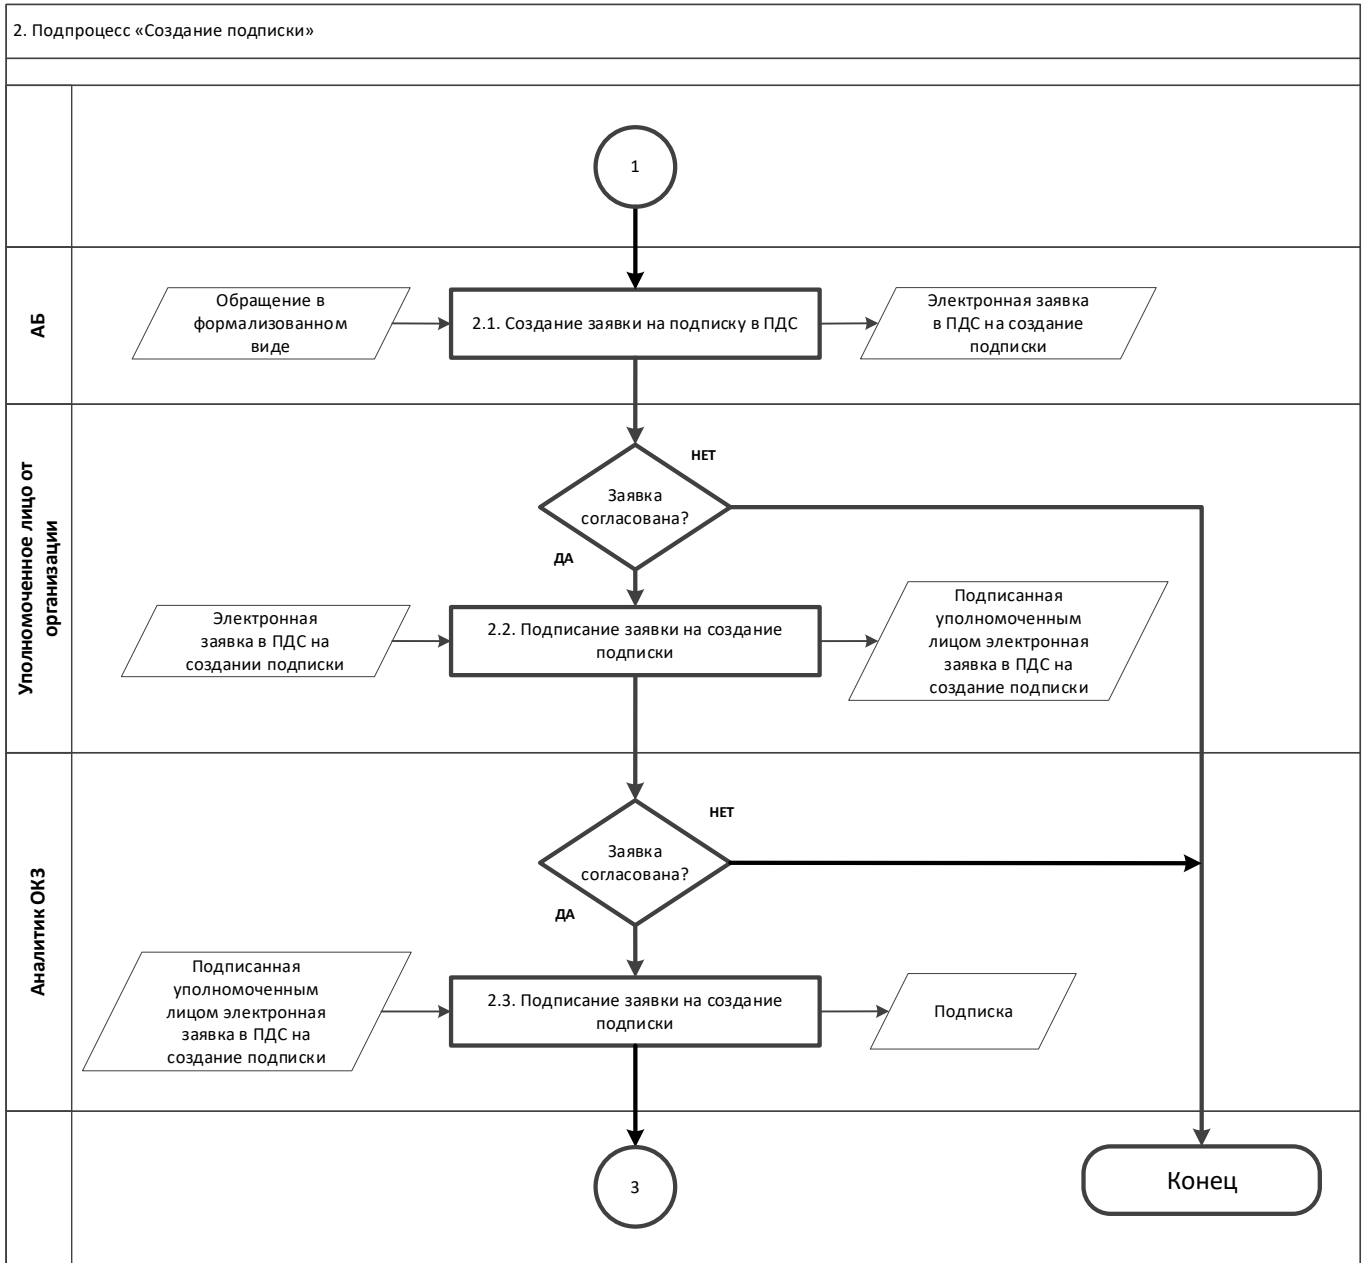 2. Подпроцесс «Создание подписки»
1
АБ
Обращение в
формализованном
виде
2.1. Создание заявки на подписку в ПДС
Электронная заявка
в ПДС на создание
подписки
Уполномоченное лицо от
организации
НЕТ
Заявка
согласована?
ДА
Электронная
заявка в ПДС на
создании подписки
2.2. Подписание заявки на создание
подписки
Подписанная
уполномоченным
лицом электронная
заявка в ПДС на
создание подписки
Аналитик ОКЗ
НЕТ
Заявка
согласована?
ДА
Подписанная
уполномоченным
лицом электронная
заявка в ПДС на
создание подписки
2.3. Подписание заявки на создание
подписки
Подписка
3
Конец